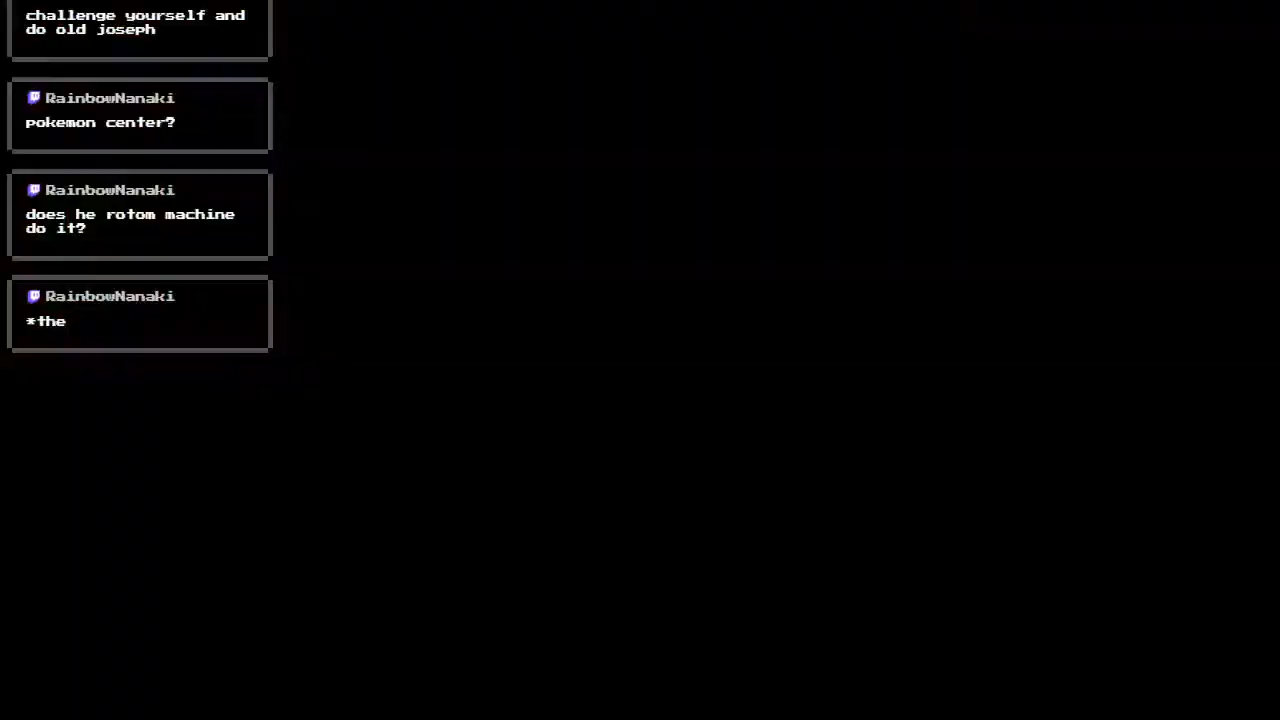 challenge yourself and
do old joseph
RainbowNanaki
pokemon center?
RainbowNanaki
does he rotom machine
do it?
RainbowNanaki
*the